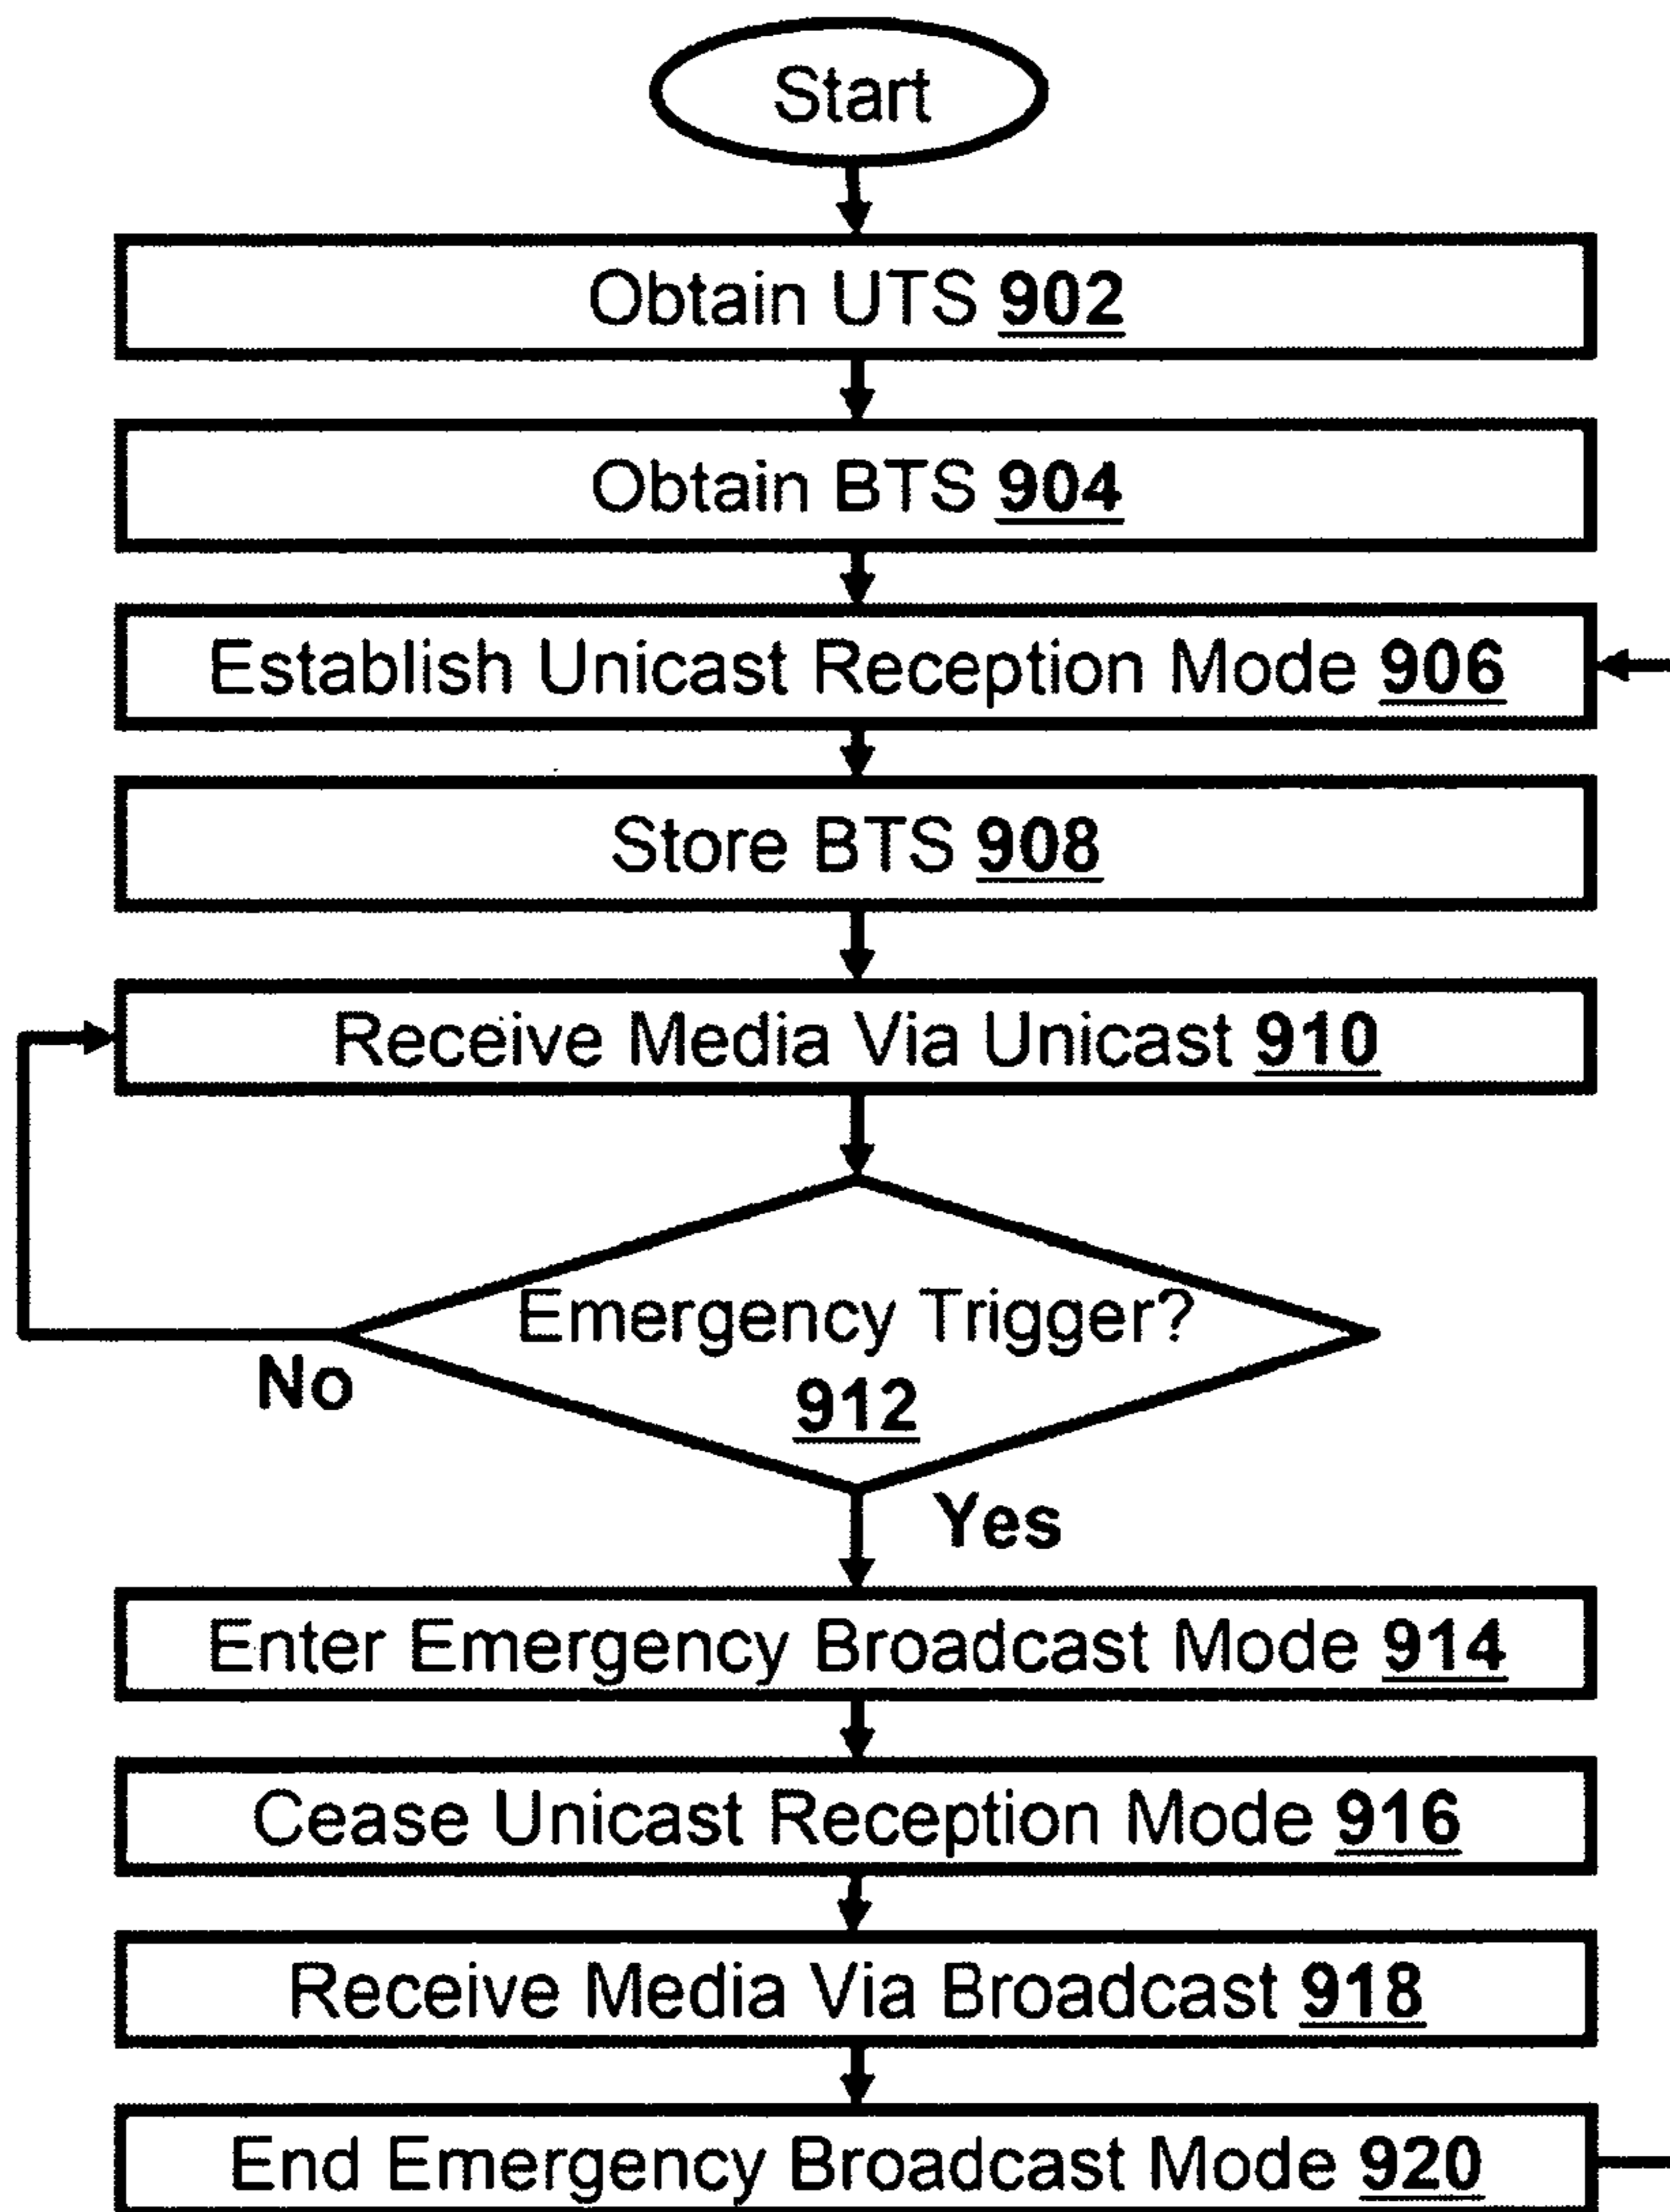 Start
Obtain UTS 902
Obtain BTS 904
Establish Unicast Reception Mode 906
Store BTS 908
Receive Media Via Unicast 910
Emergency Trigger?
912
No
Yes
Enter Emergency Broadcast Mode 914
Cease Unicast Reception Mode 916
Receive Media Via Broadcast 918
End Emergency Broadcast Mode 920